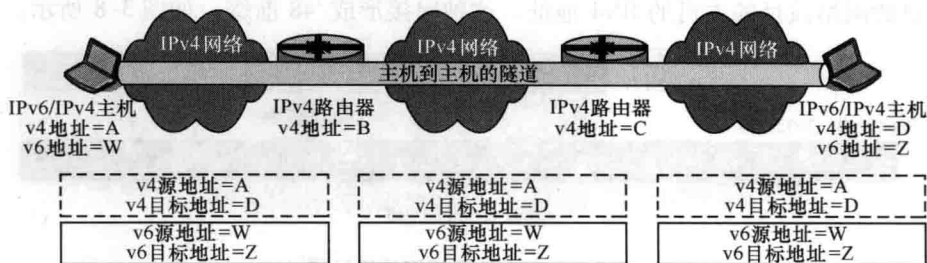 IPv4网络 IPv4网络 IPv4网络
主机到主机的隧道
IPv6/IPv4主机 IPv4路由器 IPv4路由器 IPv6/IPv4主机
v4地址=A v4地址=B v4地址=C v4地址=D
v6地址=W v6地址=Z
v4源地址=A v4源地址=A v4源地址=A
v4目标地址=D v4目标地址=D v4目标地址=D
v6源地址=W v6源地址=W v6源地址=W
v6目标地址=Z v6目标地址=Z v6目标地址=Z